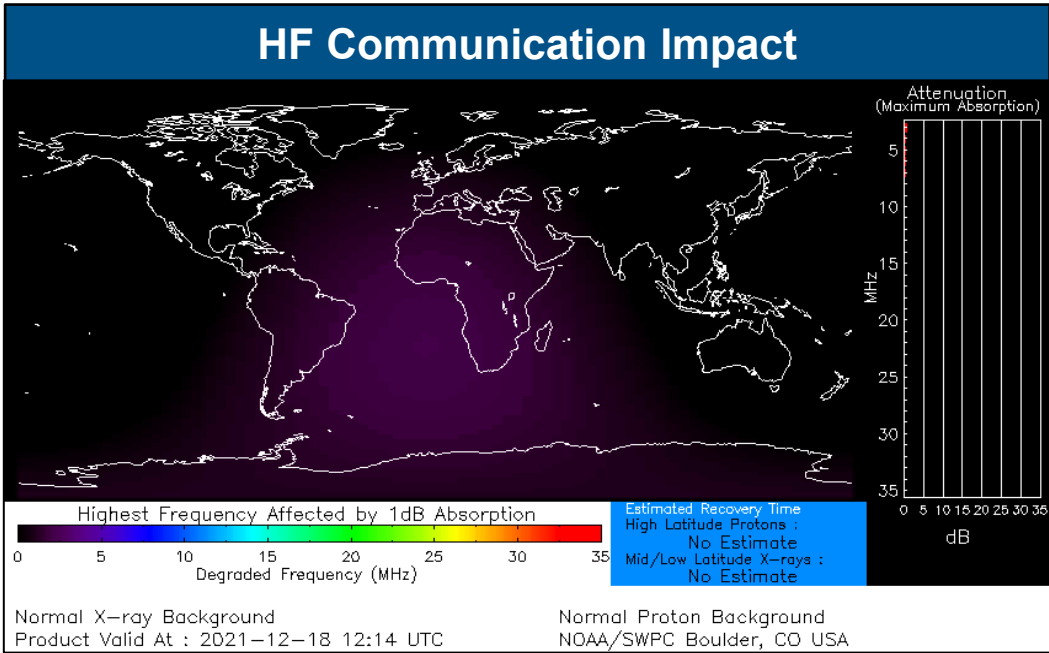 HF Communication Impact
Attenuation
(Maximum Absorption)
5
10
15
20
25
30
35
MHz
0 5 10 15 20 25 30 35
dB
Highest Frequency Affected by 1dB Absorption
0 5 10 15 20 25 30 35
Degraded Frequency (MHz)
Estimated Recovery Time
High Latitude Protons :
No Estimate
Mid/Low Latitude X-rays :
No Estimate
Normal X-ray Background
Product Valid At : 2021-12-18 12:14 UTC
Normal Proton Background
NOAA/SWPC Boulder, CO USA